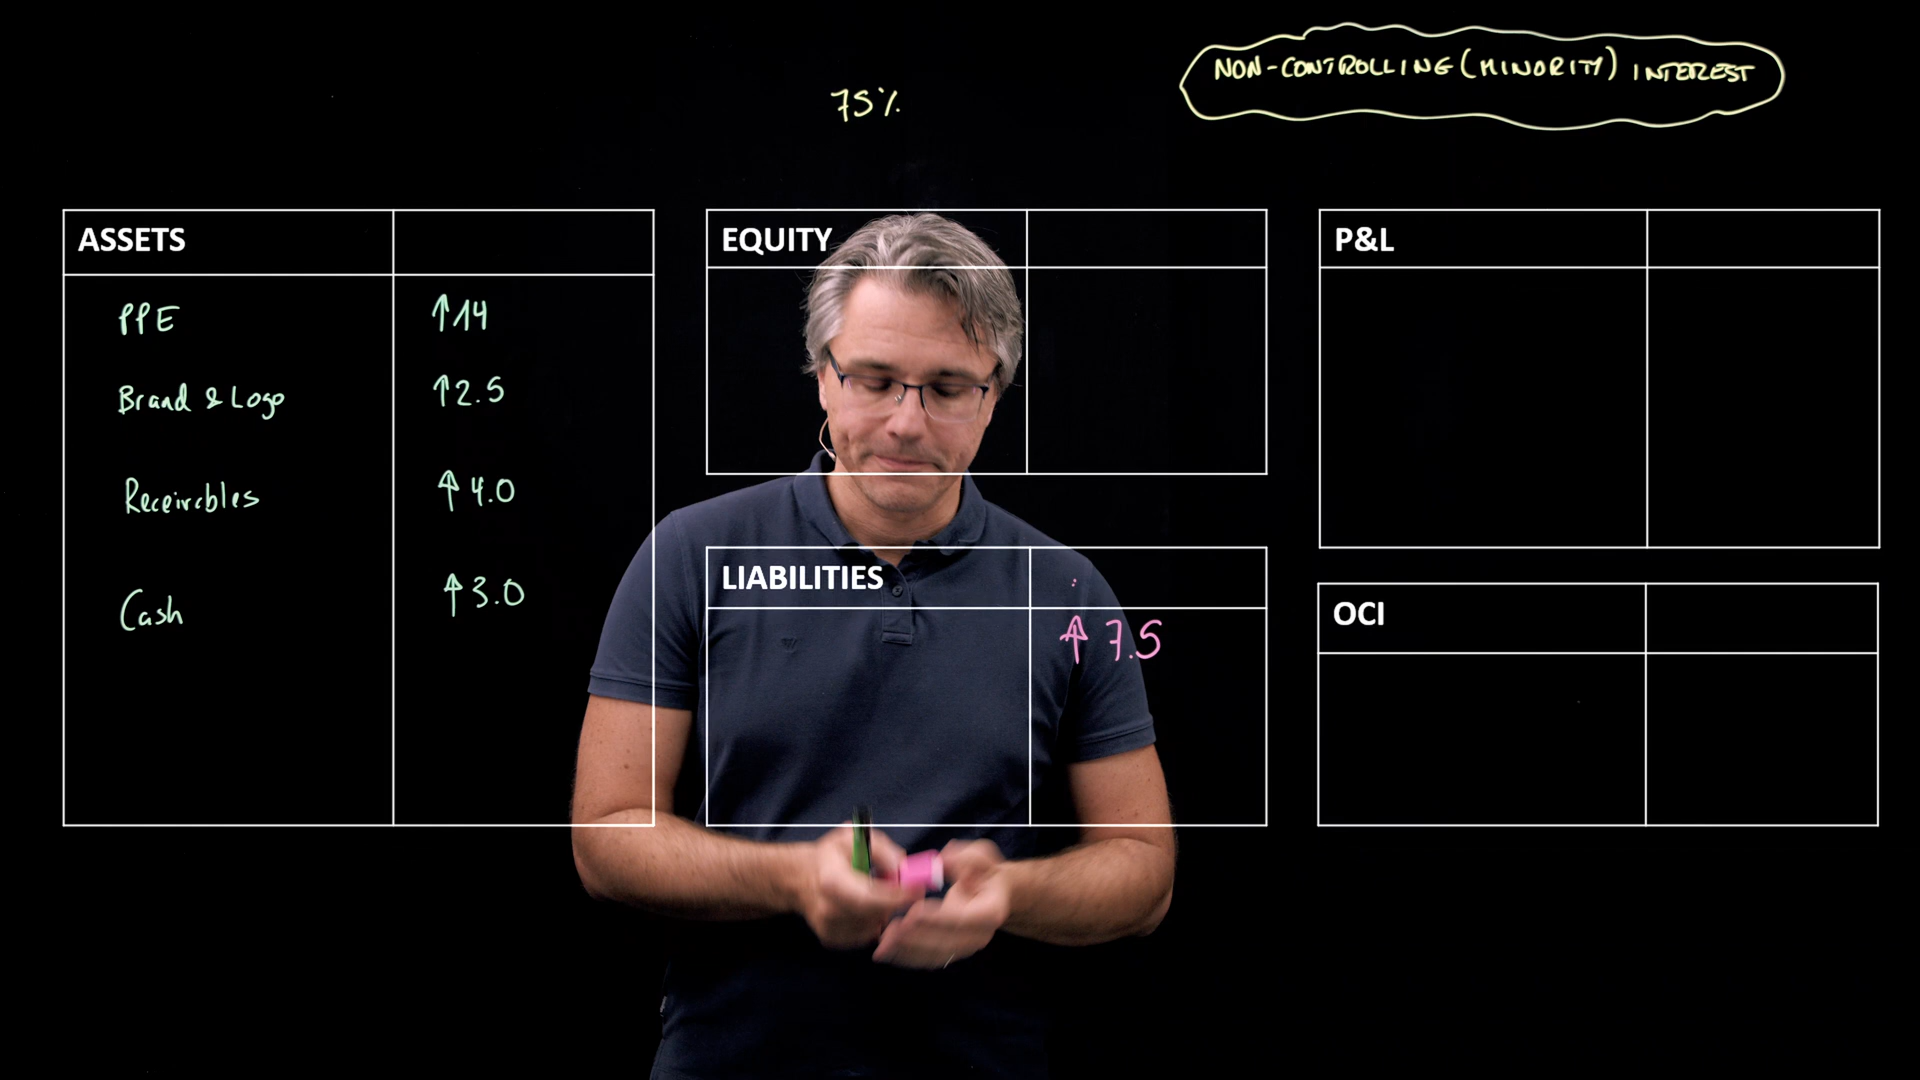 NON-CONTROLLING (MINORITY) INTEREST
75%
ASSETS
PPE ↑14
Brand & Logo ↑2.5
Receivables ↑4.0
Cash ↑3.0
EQUITY
LIABILITIES
↑ 7.5
P&L
OCI